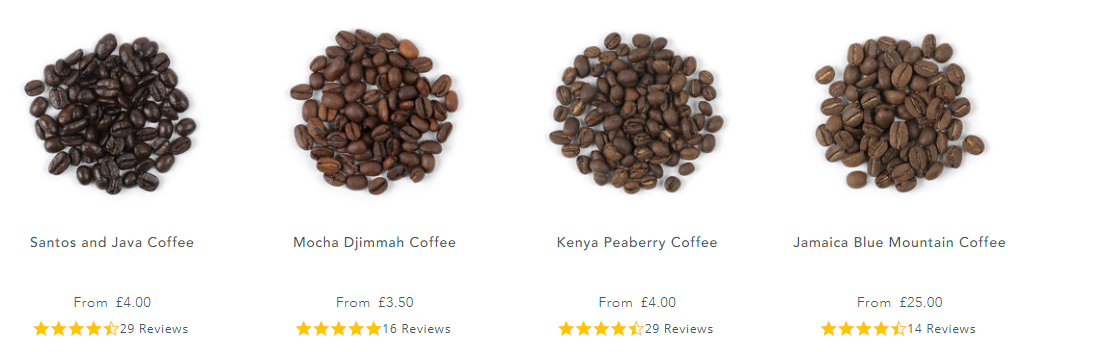 Santos and Java Coffee
Mocha Djimmah Coffee
Kenya Peaberry Coffee
Jamaica Blue Mountain Coffee
From £4.00
From £3.50
From £4.00
From £25.00
29 Reviews
16 Reviews
29 Reviews
14 Reviews